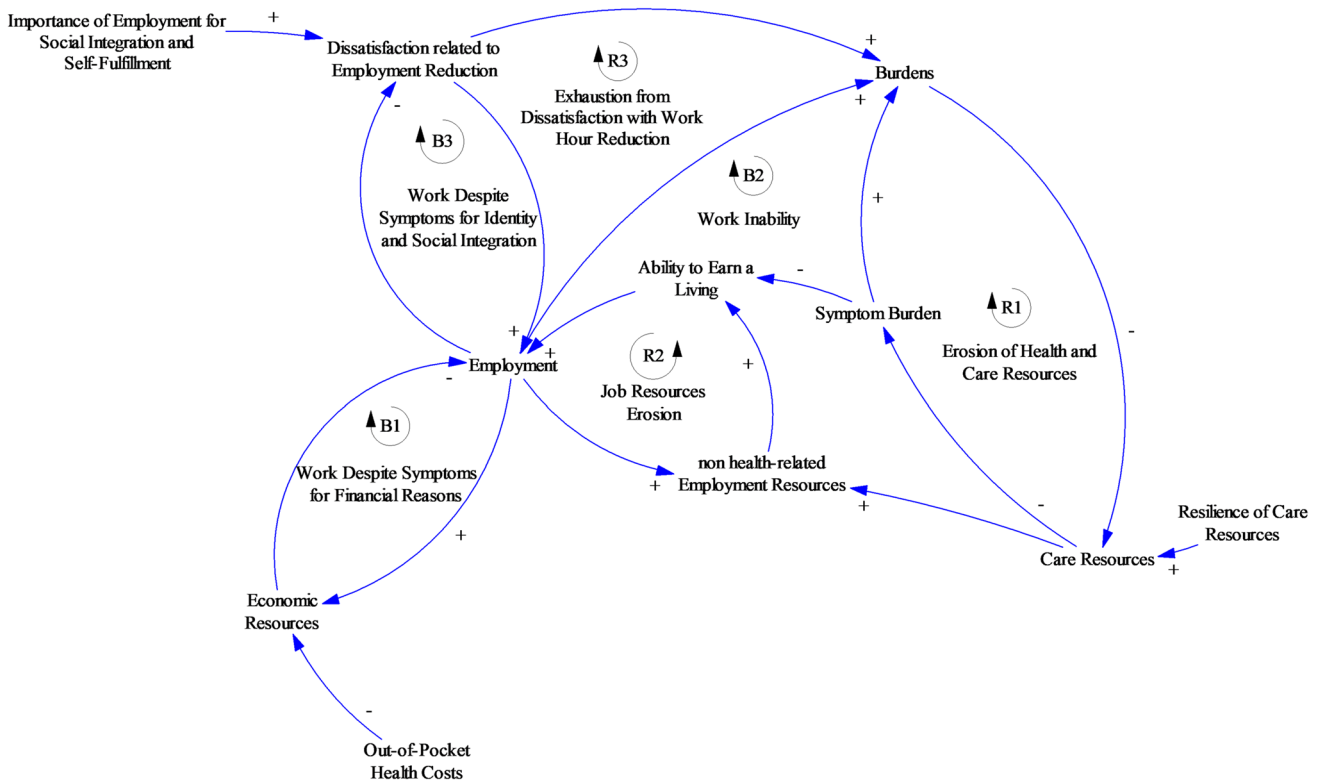 Importance of Employment for
Social Integration and
Self-Fulfillment
+
Dissatisfaction related to
Employment Reduction
-
+
R3
Exhaustion from
Dissatisfaction with Work
Hour Reduction
+
Burdens
+
B3
Work Despite
Symptoms for Identity
and Social Integration
B2
Work Inability
+
Ability to Earn a
Living
-
Symptom Burden
R1
Erosion of Health and
Care Resources
-
+
Employment
-
R2
Job Resources
Erosion
+
B1
Work Despite Symptoms
for Financial Reasons
+
non health-related
Employment Resources
+
+
-
Care Resources
Resilience of Care
Resources
+
+
Economic
Resources
-
Out-of-Pocket
Health Costs